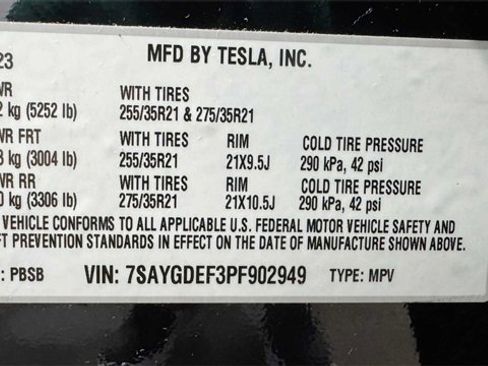 23 MFD BY TESLA, INC.
WR WITH TIRES
2 kg (5252 lb) 255/35R21 & 275/35R21
WR FRT WITH TIRES RIM COLD TIRE PRESSURE
8 kg (3004 lb) 255/35R21 21X9.5J 290 kPa, 42 psi
WR RR WITH TIRES RIM COLD TIRE PRESSURE
0 kg (3306 lb) 275/35R21 21X10.5J 290 kPa, 42 psi
VEHICLE CONFORMS TO ALL APPLICABLE U.S. FEDERAL MOTOR VEHICLE SAFETY AND
FT PREVENTION STANDARDS IN EFFECT ON THE DATE OF MANUFACTURE SHOWN ABOVE.
: PBSB VIN: 7SAYGDEF3PF902949 TYPE: MPV